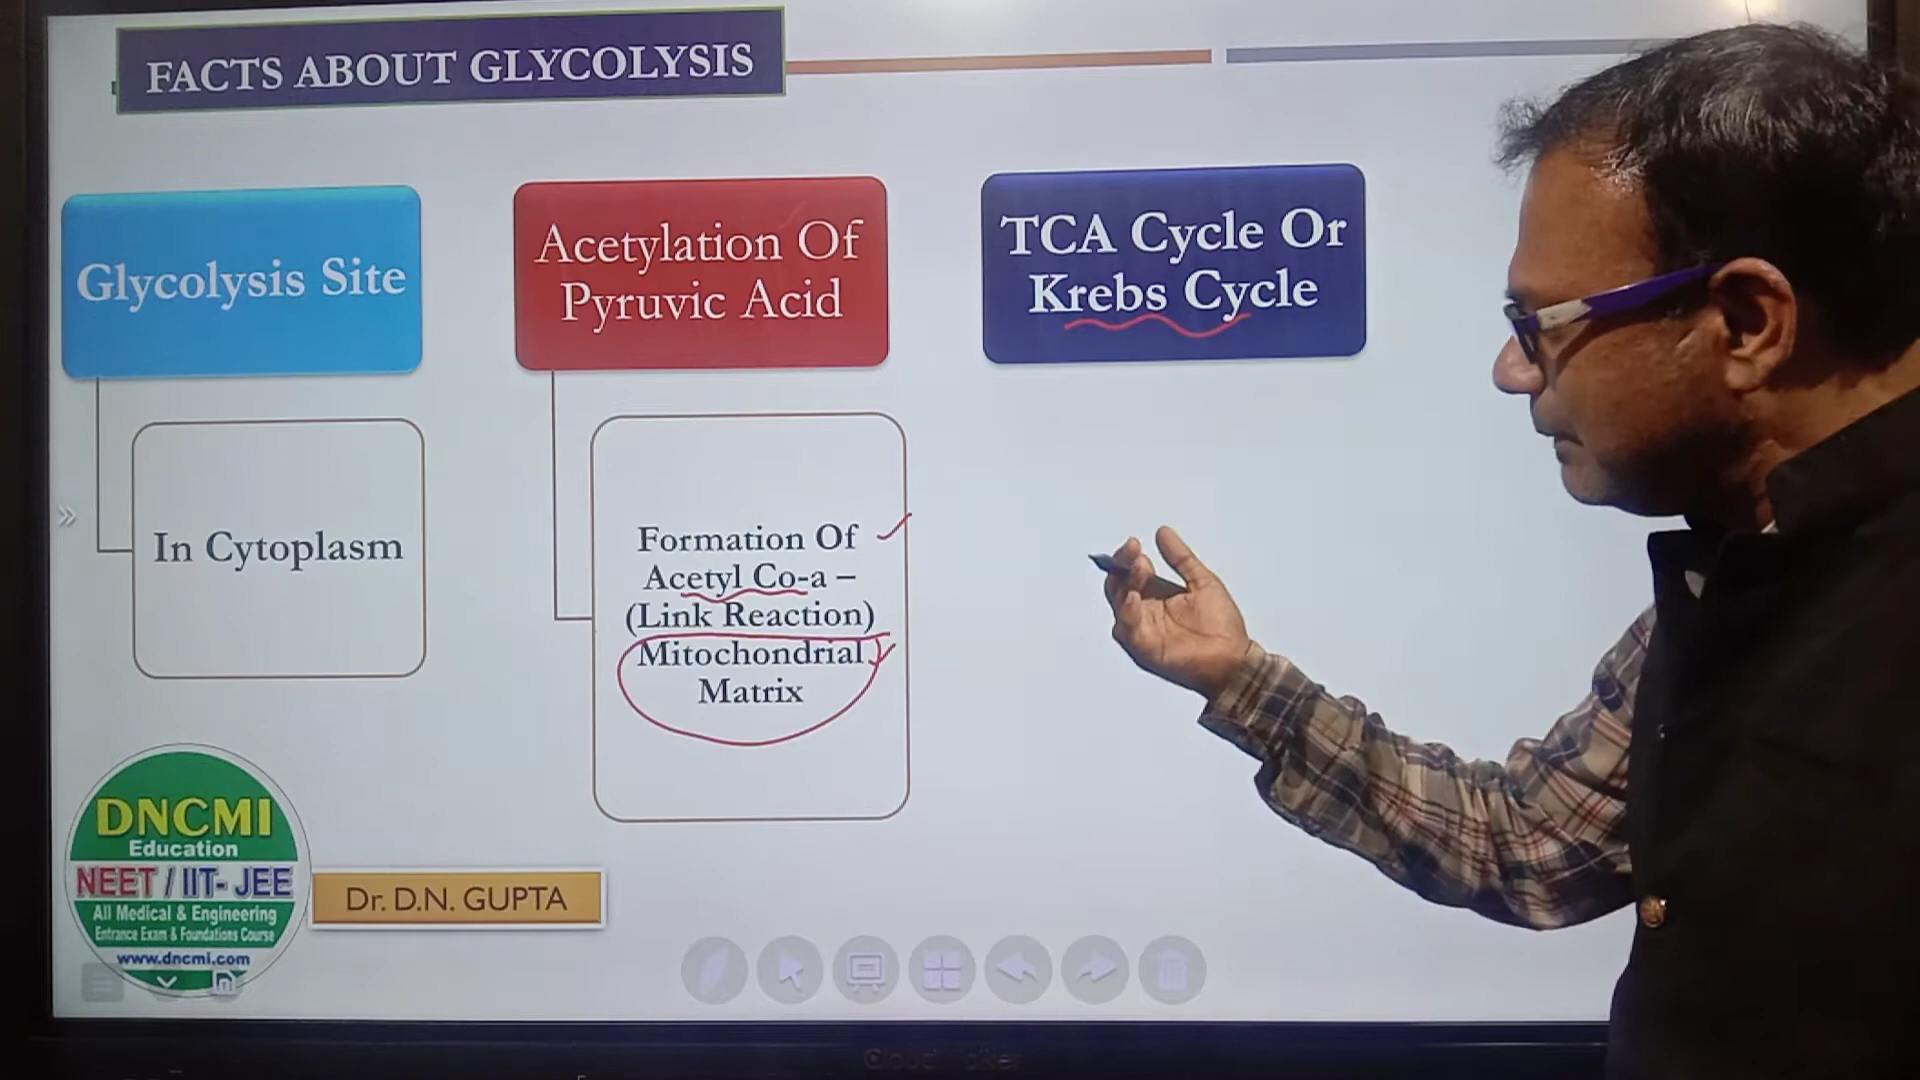 FACTS ABOUT GLYCOLYSIS
Glycolysis Site
In Cytoplasm
Acetylation Of
Pyruvic Acid
Formation Of
Acetyl Co-a –
(Link Reaction)
Mitochondrial
Matrix
TCA Cycle Or
Krebs Cycle
DNCMI
Education
NEET / IIT- JEE
All Medical & Engineering
Entrance Exam & Foundations Course
www.dncmi.com
Dr. D.N. GUPTA